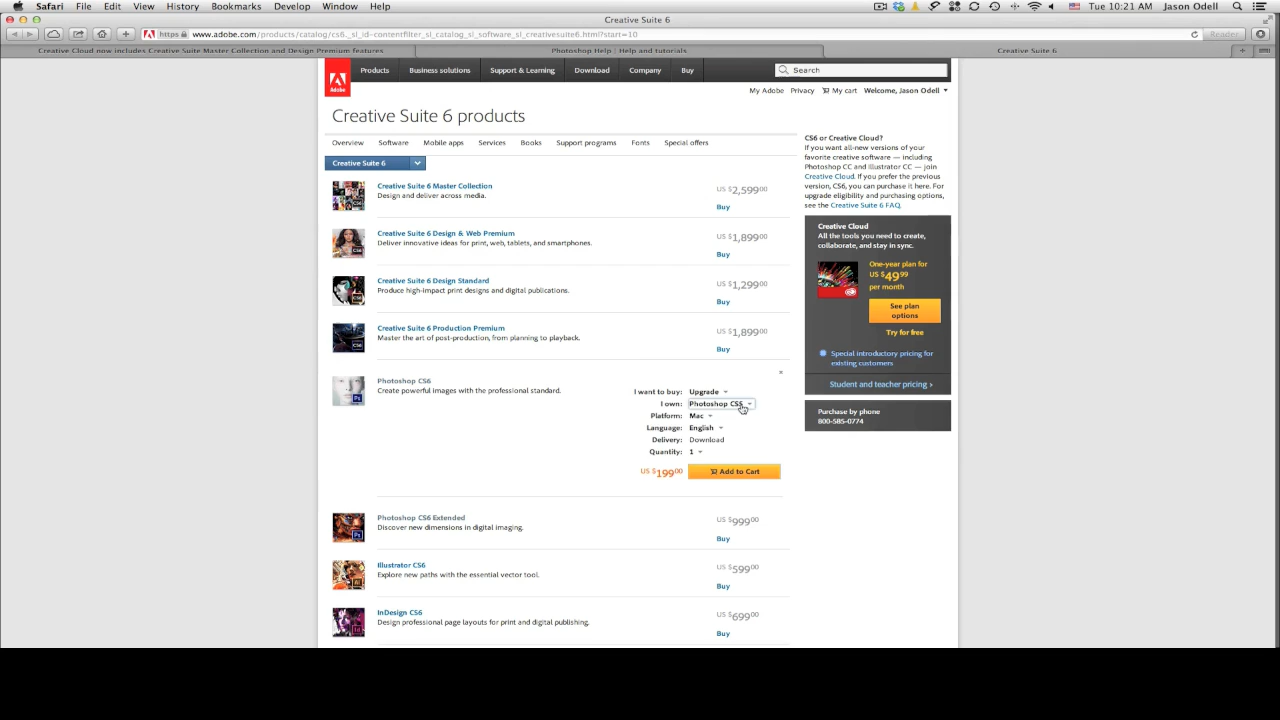 Safari File Edit View History Bookmarks Develop Window Help Tue 10:21 AM Jason Odell
Creative Suite 6
https www.adobe.com/products/catalog/cs6._sl_id-contentfilter_sl_catalog_sl_software_sl_creativesuite6.html?start=10 Reader
Creative Cloud now includes Creative Suite Master Collection and Design Premium features Photoshop Help | Help and tutorials Creative Suite 6
Adobe Products Business solutions Support & Learning Download Company Buy Search
My Adobe Privacy My cart Welcome, Jason Odell
Creative Suite 6 products
Overview Software Mobile apps Services Books Support programs Fonts Special offers
Creative Suite 6
Creative Suite 6 Master Collection
Design and deliver across media.
US $2,599.00
Buy
Creative Suite 6 Design & Web Premium
Deliver innovative ideas for print, web, tablets, and smartphones.
US $1,899.00
Buy
Creative Suite 6 Design Standard
Produce high-impact print designs and digital publications.
US $1,299.00
Buy
Creative Suite 6 Production Premium
Master the art of post-production, from planning to playback.
US $1,899.00
Buy
Photoshop CS6
Create powerful images with the professional standard.
I want to buy: Upgrade
I own: Photoshop CS5
Platform: Mac
Language: English
Delivery: Download
Quantity: 1
US $199.00 Add to Cart
Photoshop CS6 Extended
Discover new dimensions in digital imaging.
US $999.00
Buy
Illustrator CS6
Explore new paths with the essential vector tool.
US $599.00
Buy
InDesign CS6
Design professional page layouts for print and digital publishing.
US $699.00
Buy
CS6 or Creative Cloud?
If you want all-new versions of your
favorite creative software — including
Photoshop CC and Illustrator CC — join
Creative Cloud. If you prefer the previous
version, CS6, you can purchase it here. For
upgrade eligibility and purchasing options,
see the Creative Suite 6 FAQ.
Creative Cloud
All the tools you need to create,
collaborate, and stay in sync.
One-year plan for
US $49.99
per month
See plan
options
Try for free
Special introductory pricing for
existing customers
Student and teacher pricing ›
Purchase by phone
800-585-0774